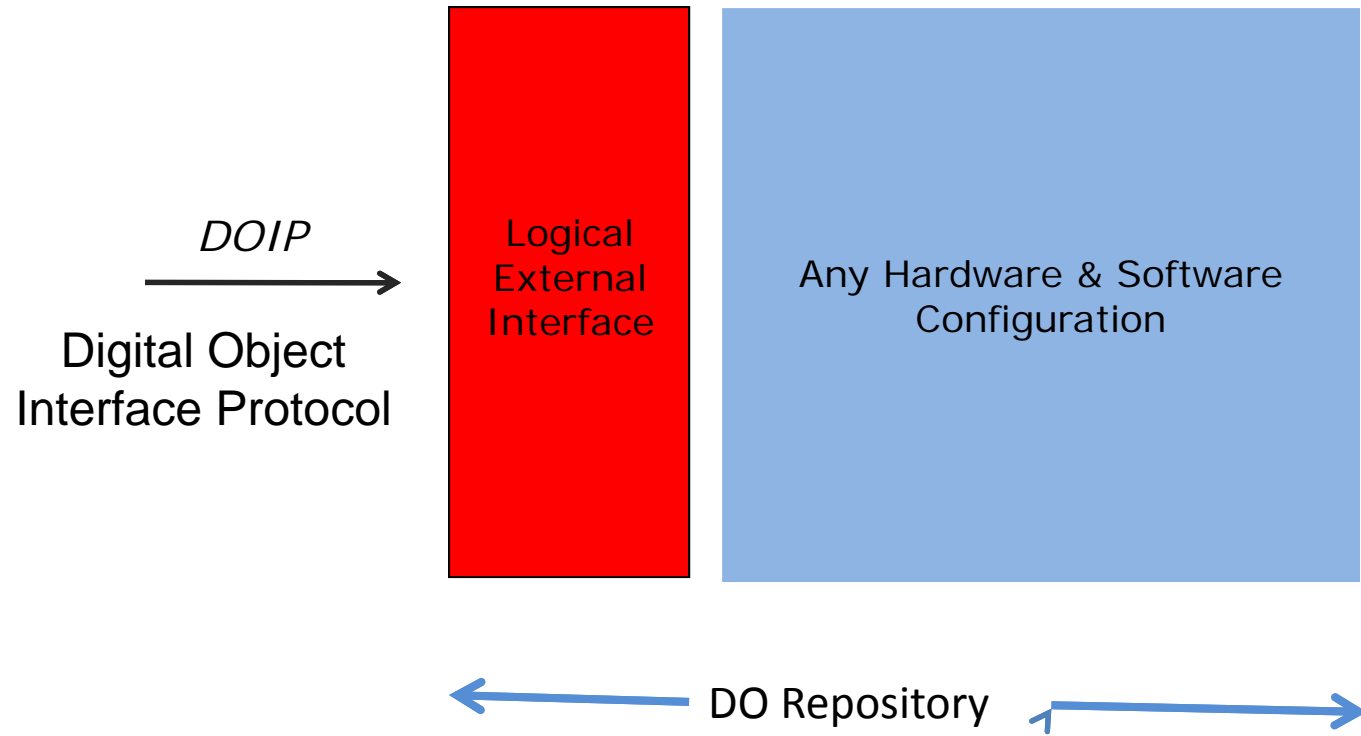 DOIP
Digital Object
Interface Protocol
Logical
External
Interface
Any Hardware & Software
Configuration
DO Repository